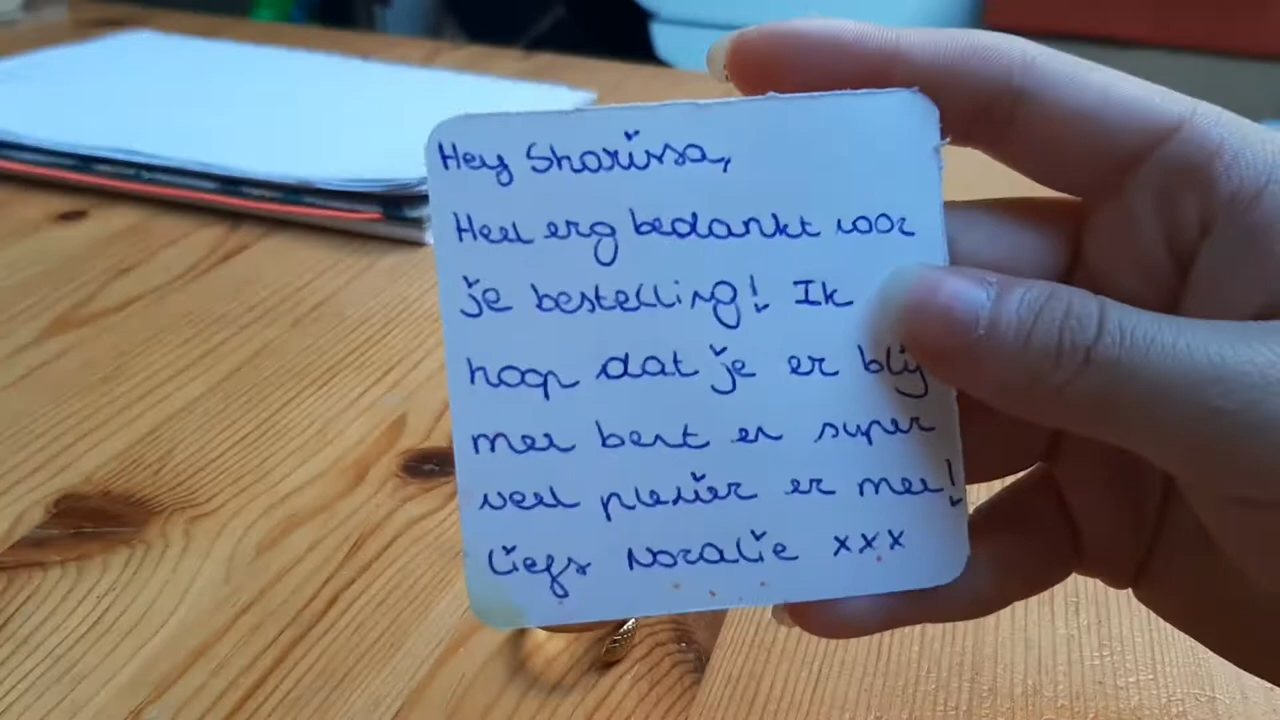 Hey Sharissa,
Heel erg bedankt voor
je bestelling! Ik
hoop dat je er blij
mee bent en super
veel plezier er mee!
Liefs Noralie xxx